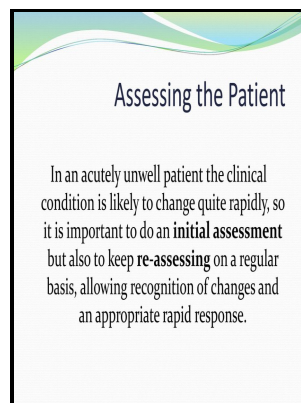 Assessing the Patient
In an acutely unwell patient the clinical
condition is likely to change quite rapidly, so
it is important to do an initial assessment
but also to keep re-assessing on a regular
basis, allowing recognition of changes and
an appropriate rapid response.